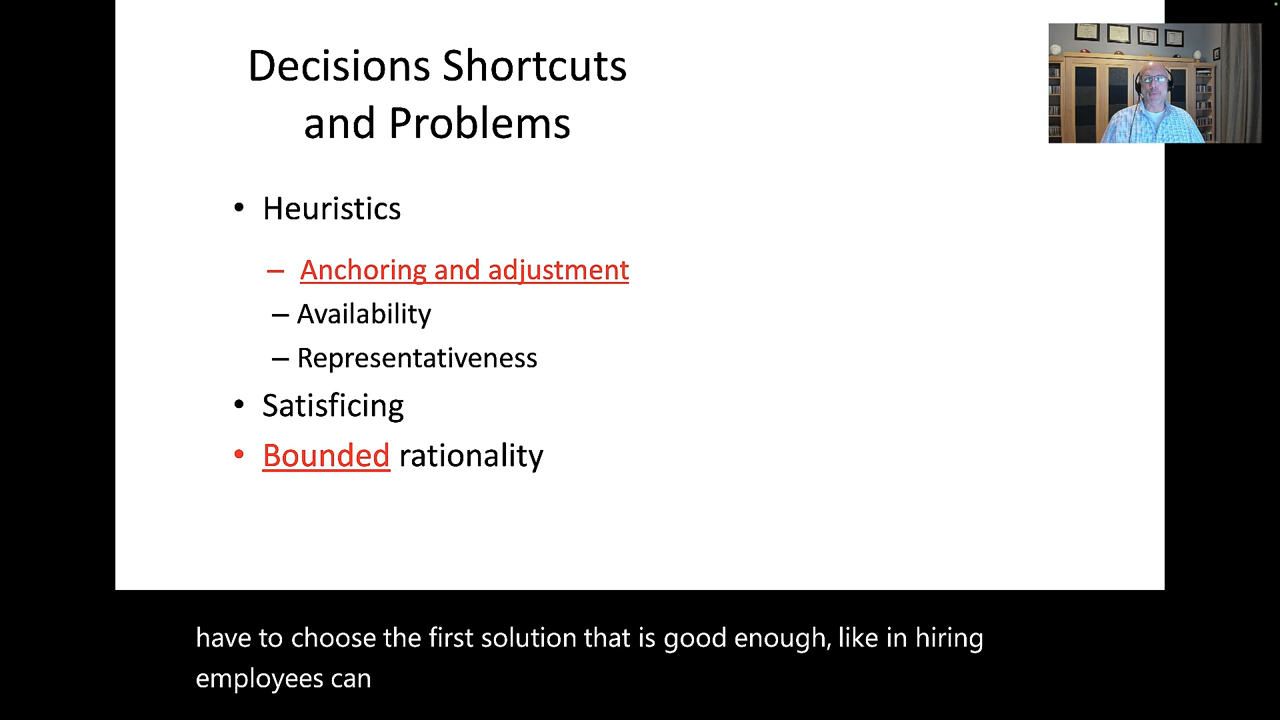 Decisions Shortcuts
and Problems
• Heuristics
– Anchoring and adjustment
– Availability
– Representativeness
• Satisficing
• Bounded rationality
have to choose the first solution that is good enough, like in hiring
employees can